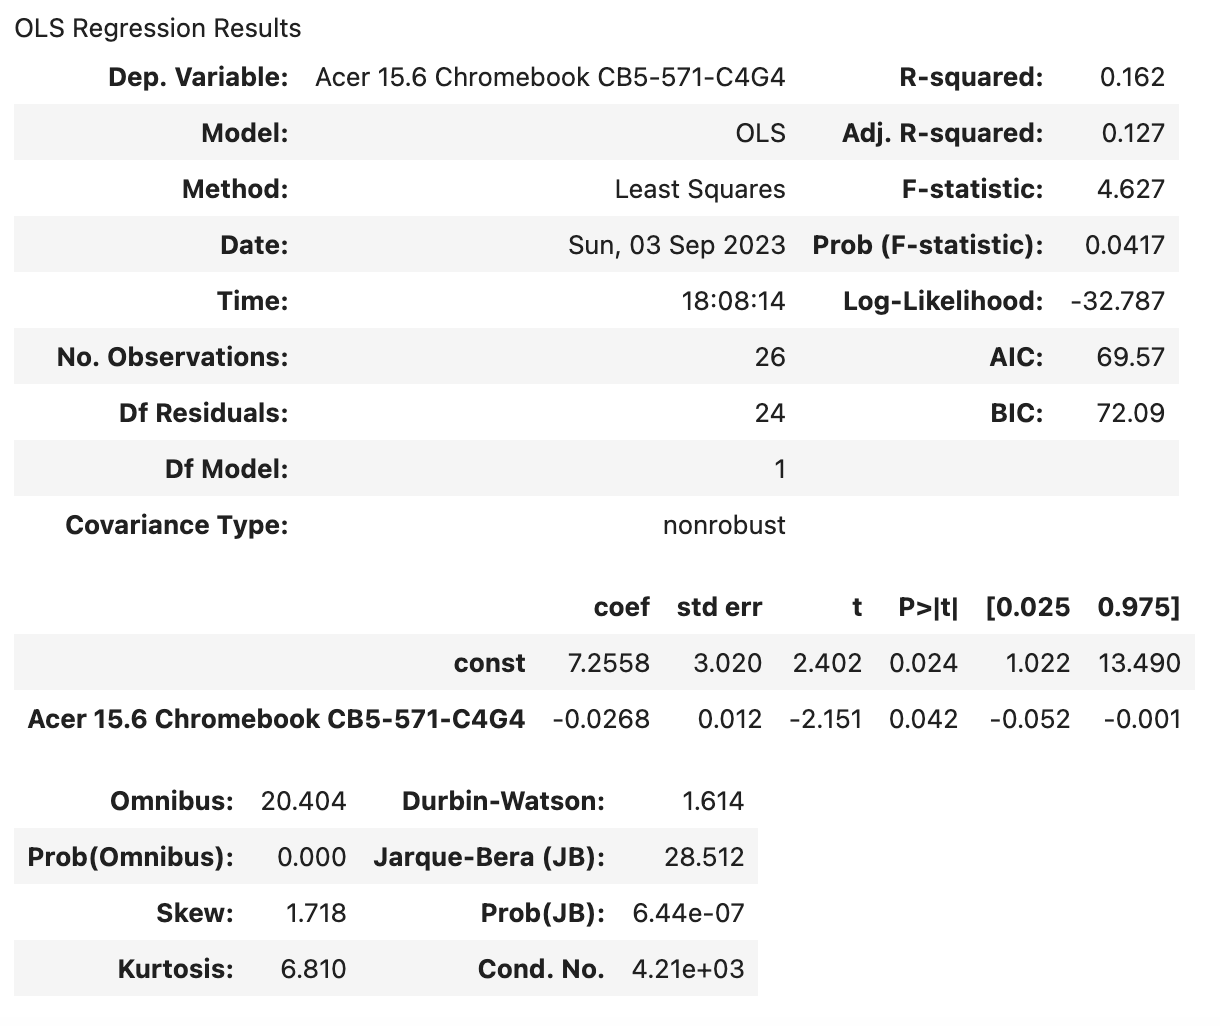 OLS Regression Results
Dep. Variable: Acer 15.6 Chromebook CB5-571-C4G4 R-squared: 0.162
Model: OLS Adj. R-squared: 0.127
Method: Least Squares F-statistic: 4.627
Date: Sun, 03 Sep 2023 Prob (F-statistic): 0.0417
Time: 18:08:14 Log-Likelihood: -32.787
No. Observations: 26 AIC: 69.57
Df Residuals: 24 BIC: 72.09
Df Model: 1
Covariance Type: nonrobust
coef std err t P>|t| [0.025 0.975]
const 7.2558 3.020 2.402 0.024 1.022 13.490
Acer 15.6 Chromebook CB5-571-C4G4 -0.0268 0.012 -2.151 0.042 -0.052 -0.001
Omnibus: 20.404 Durbin-Watson: 1.614
Prob(Omnibus): 0.000 Jarque-Bera (JB): 28.512
Skew: 1.718 Prob(JB): 6.44e-07
Kurtosis: 6.810 Cond. No. 4.21e+03